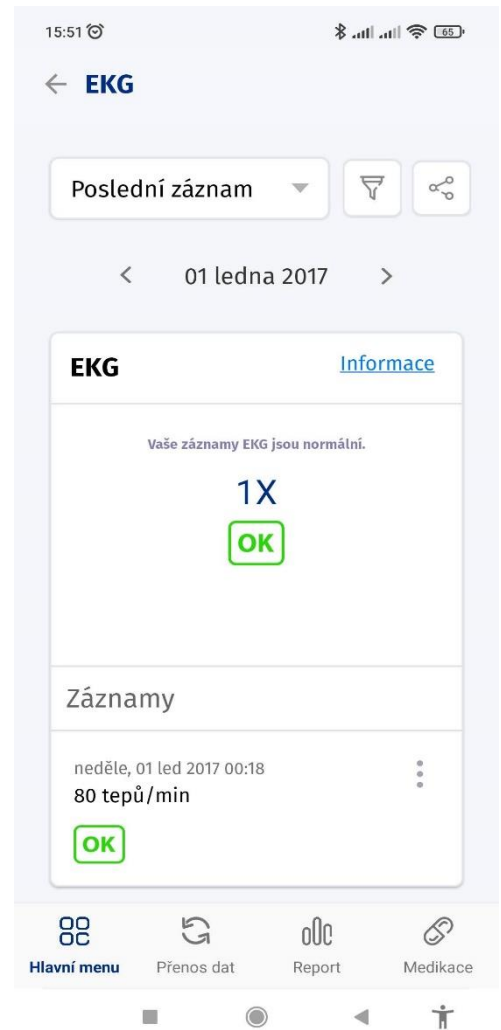 15:51
65
EKG
Poslední záznam
01 ledna 2017
EKG
Informace
Vaše záznamy EKG jsou normální.
1X
OK
Záznamy
neděle, 01 led 2017 00:18
80 tepů/min
OK
Hlavní menu Přenos dat Report Medikace